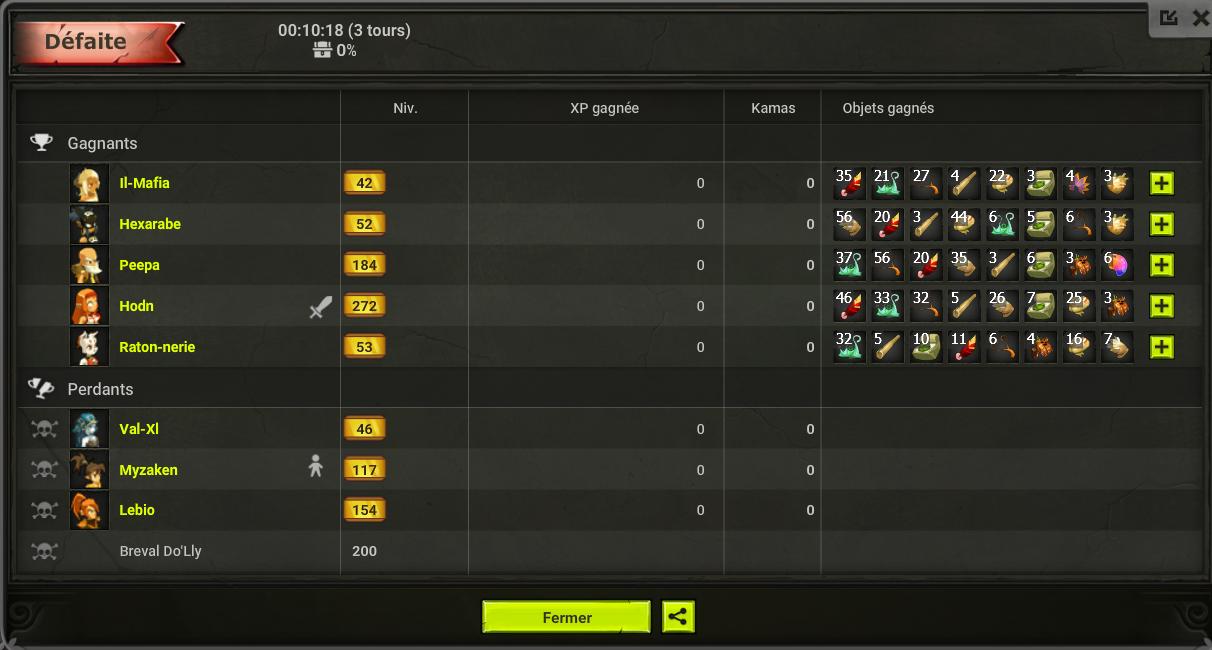 Défaite
00:10:18 (3 tours)
0%
Niv. XP gagnée Kamas Objets gagnés
Gagnants
Il-Mafia 42 0 0 35 21 27 4 22 3 4 3
Hexarabe 52 0 0 56 20 3 44 6 5 6 3
Peepa 184 0 0 37 56 20 35 3 6 3 6
Hodn 272 0 0 46 33 32 5 26 7 25 3
Raton-nerie 53 0 0 32 5 10 11 6 4 16 7
Perdants
Val-Xl 46 0 0
Myzaken 117 0 0
Lebio 154 0 0
Breval Do'Lly 200
Fermer